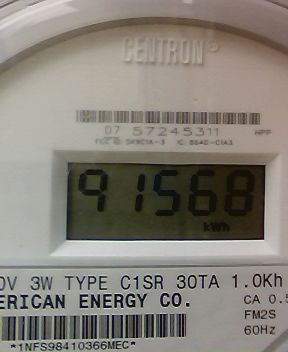 CENTRON®
07 57245311 HPP
91568
kWh
0V 3W TYPE C1SR 30TA 1.0Kh
ERICAN ENERGY CO. CA 0.5
FM2S
60Hz
*1NFS98410366MEC*